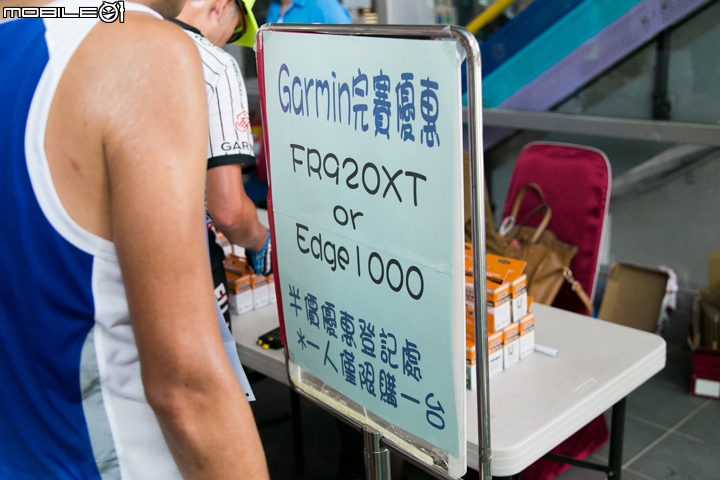 MOBILE01
GAR
Garmin完賽優惠
FR920XT
or
Edge1000
半價優惠登記處
*一人僅限購一台